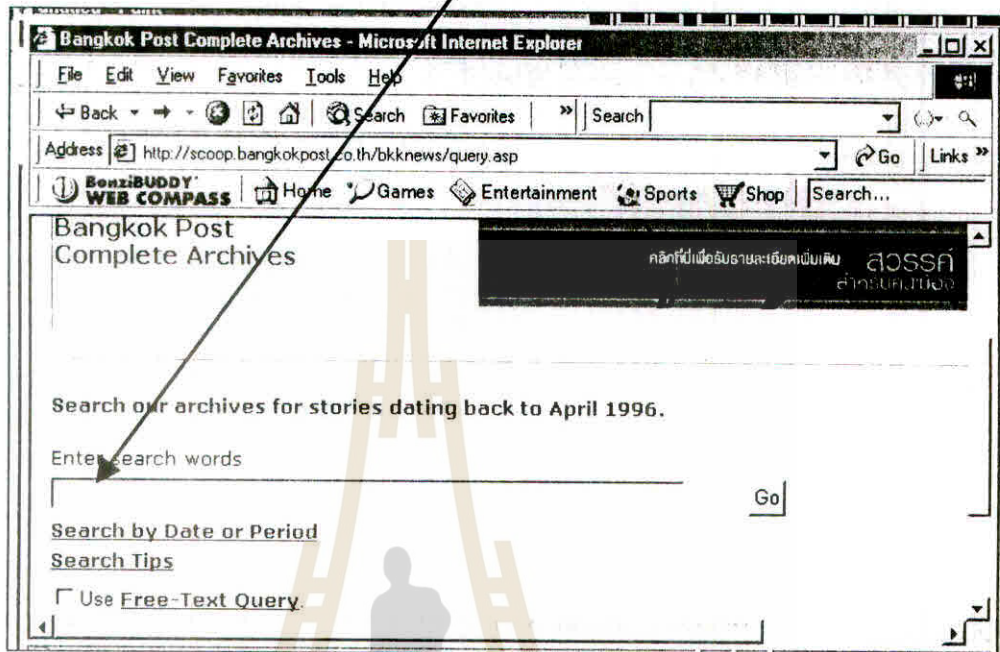 Bangkok Post Complete Archives - Microsoft Internet Explorer
File Edit View Favorites Tools Help
Back Search Favorites » Search
Address http://scoop.bangkokpost.co.th/bkknews/query.asp Go Links »
BonziBUDDY' WEB COMPASS Home Games Entertainment Sports Shop Search...
Bangkok Post
Complete Archives
คลิกที่นี่เพื่อรับรายละเอียดเพิ่มเติม สวรรค์
Search our archives for stories dating back to April 1996.
Enter search words
Go
Search by Date or Period
Search Tips
Use Free-Text Query.